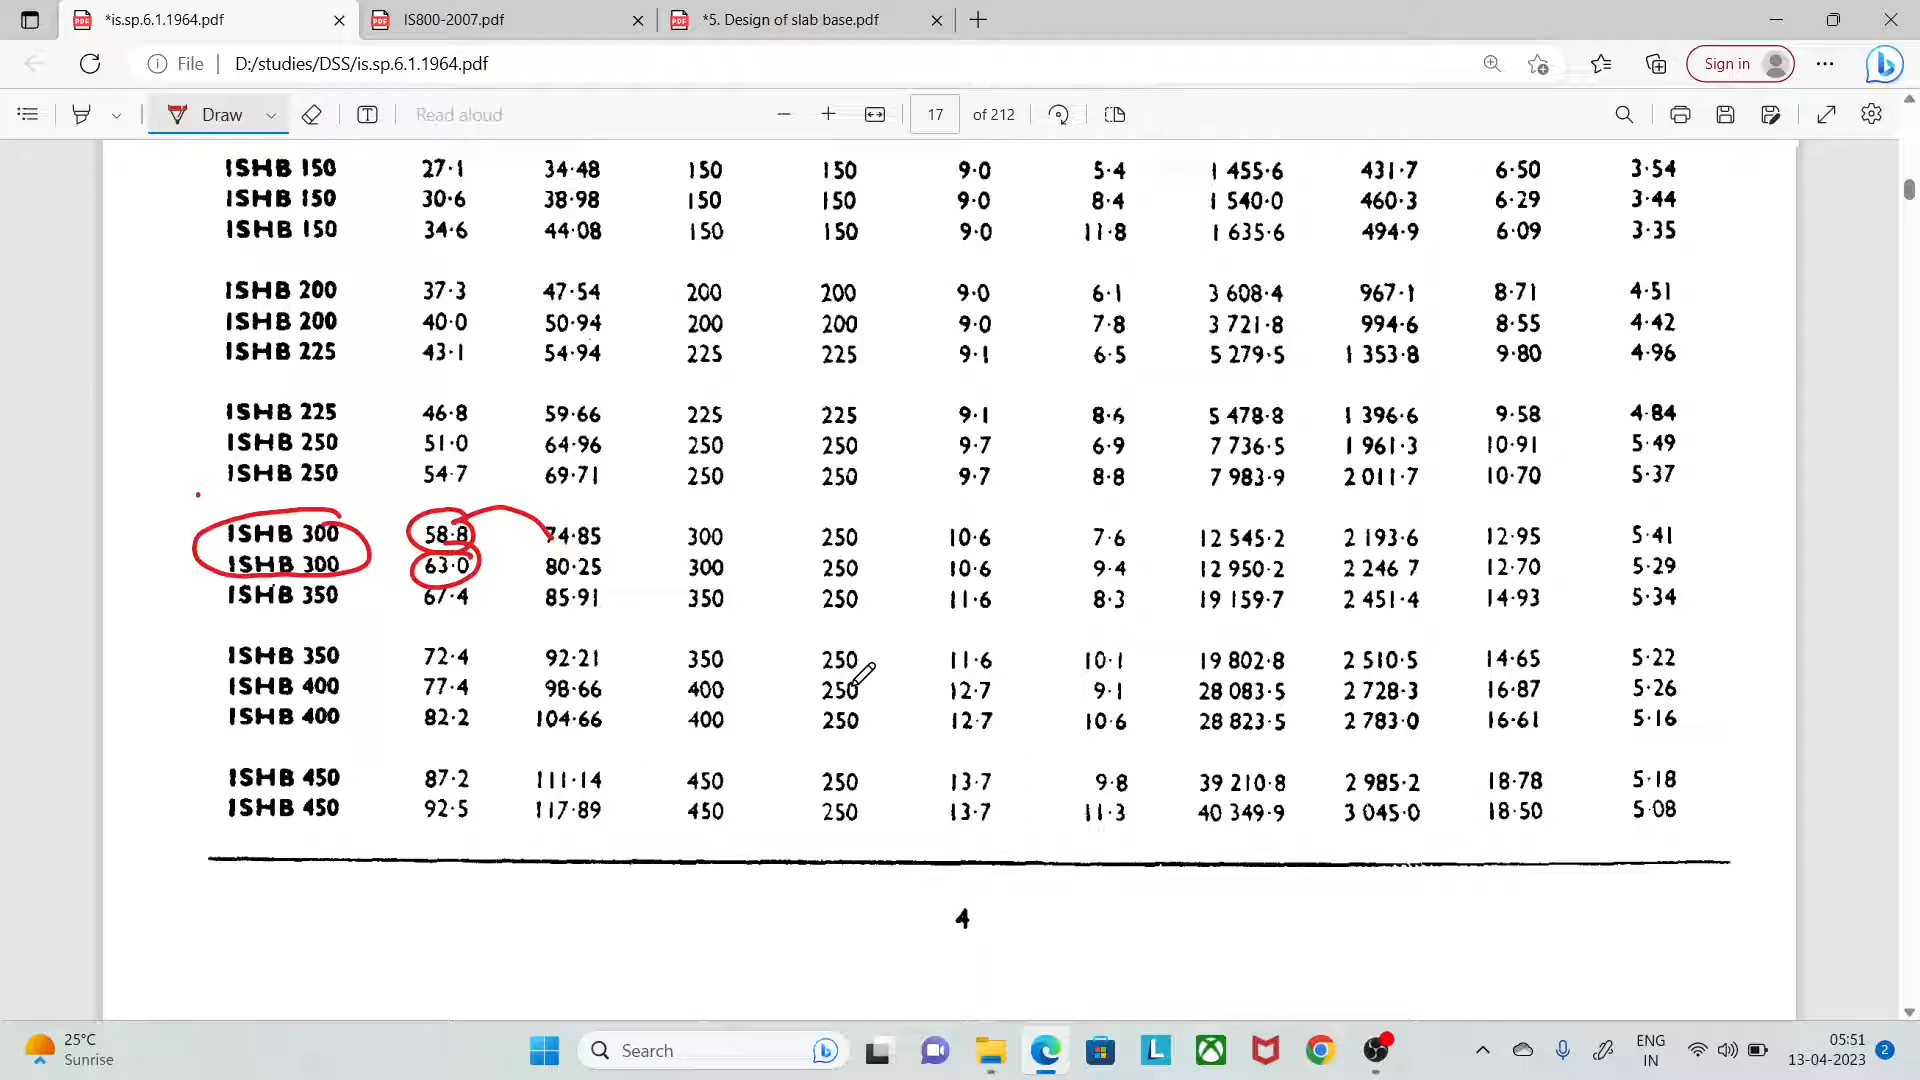 *is.sp.6.1.1964.pdf IS800-2007.pdf *5. Design of slab base.pdf
File D:/studies/DSS/is.sp.6.1.1964.pdf Sign in
Draw Read aloud 17 of 212
ISHB 150 27·1 34·48 150 150 9·0 5·4 1 455·6 431·7 6·50 3·54
ISHB 150 30·6 38·98 150 150 9·0 8·4 1 540·0 460·3 6·29 3·44
ISHB 150 34·6 44·08 150 150 9·0 11·8 1 635·6 494·9 6·09 3·35
ISHB 200 37·3 47·54 200 200 9·0 6·1 3 608·4 967·1 8·71 4·51
ISHB 200 40·0 50·94 200 200 9·0 7·8 3 721·8 994·6 8·55 4·42
ISHB 225 43·1 54·94 225 225 9·1 6·5 5 279·5 1 353·8 9·80 4·96
ISHB 225 46·8 59·66 225 225 9·1 8·6 5 478·8 1 396·6 9·58 4·84
ISHB 250 51·0 64·96 250 250 9·7 6·9 7 736·5 1 961·3 10·91 5·49
ISHB 250 54·7 69·71 250 250 9·7 8·8 7 983·9 2 011·7 10·70 5·37
ISHB 300 58·8 74·85 300 250 10·6 7·6 12 545·2 2 193·6 12·95 5·41
ISHB 300 63·0 80·25 300 250 10·6 9·4 12 950·2 2 246 7 12·70 5·29
ISHB 350 67·4 85·91 350 250 11·6 8·3 19 159·7 2 451·4 14·93 5·34
ISHB 350 72·4 92·21 350 250 11·6 10·1 19 802·8 2 510·5 14·65 5·22
ISHB 400 77·4 98·66 400 250 12·7 9·1 28 083·5 2 728·3 16·87 5·26
ISHB 400 82·2 104·66 400 250 12·7 10·6 28 823·5 2 783·0 16·61 5·16
ISHB 450 87·2 111·14 450 250 13·7 9·8 39 210·8 2 985·2 18·78 5·18
ISHB 450 92·5 117·89 450 250 13·7 11·3 40 349·9 3 045·0 18·50 5·08
4
25°C
Sunrise
Search
ENG
IN
05:51
13-04-2023
2